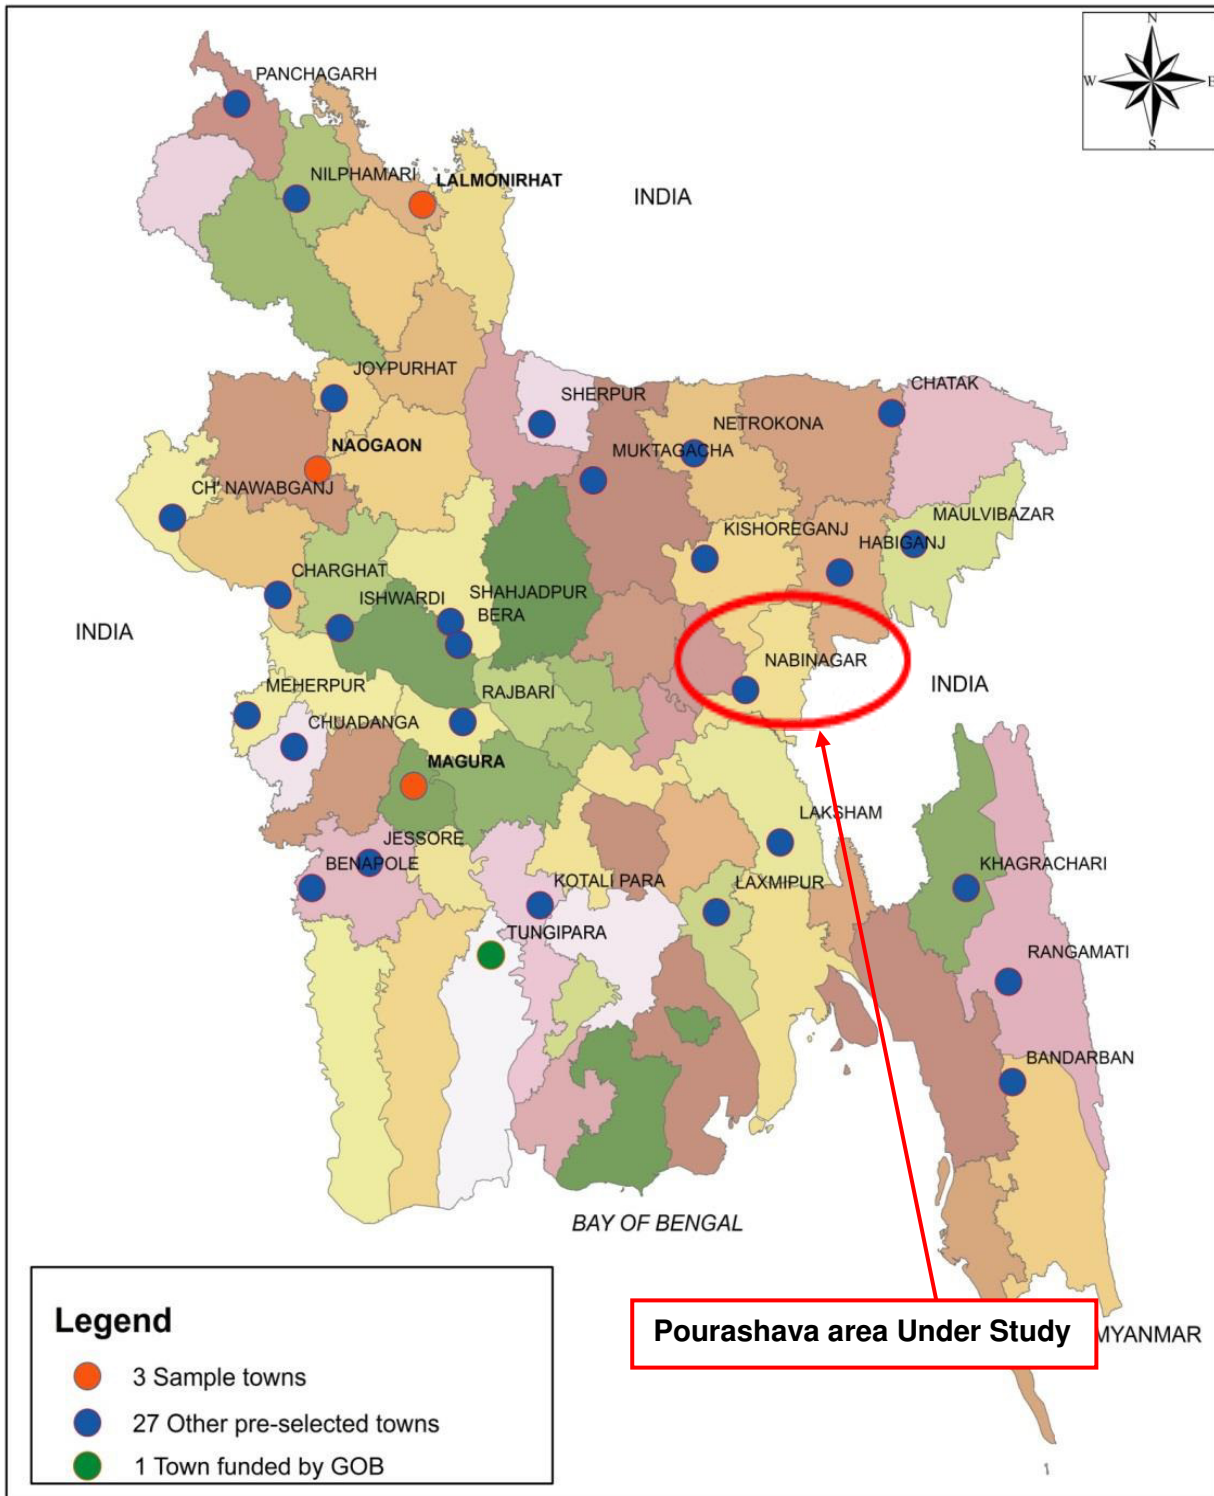 N
W
E
S
PANCHAGARH
NILPHAMARI
LALMONIRHAT
INDIA
JOYPURHAT
SHERPUR
CHATAK
NETROKONA
NAOGAON
MUKTAGACHA
CH' NAWABGANJ
MAULVIBAZAR
KISHOREGANJ
HABIGANJ
CHARGHAT
SHAHJADPUR
ISHWARDI
BERA
INDIA
NABINAGAR
MEHERPUR
RAJBARI
INDIA
CHUADANGA
MAGURA
LAKSHAM
JESSORE
BENAPOLE
KHAGRACHARI
KOTALI PARA
LAXMIPUR
TUNGIPARA
RANGAMATI
BANDARBAN
BAY OF BENGAL
Pourashava area Under Study
MYANMAR
Legend
3 Sample towns
27 Other pre-selected towns
1 Town funded by GOB
1